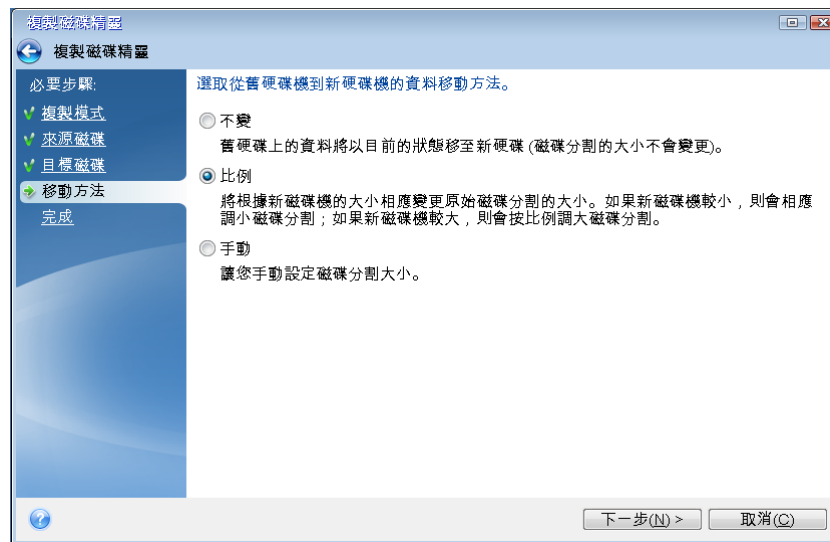 複製磁碟精靈
複製磁碟精靈
必要步驟:
複製模式
來源磁碟
目標磁碟
移動方法
完成
選取從舊硬碟機到新硬碟機的資料移動方法。
不變
舊硬碟上的資料將以目前的狀態移至新硬碟 (磁碟分割的大小不會變更)。
比例
將根據新磁碟機的大小相應變更原始磁碟分割的大小。如果新磁碟機較小，則會相應
調小磁碟分割；如果新磁碟機較大，則會按比例調大磁碟分割。
手動
讓您手動設定磁碟分割大小。
下一步(N) >
取消(C)